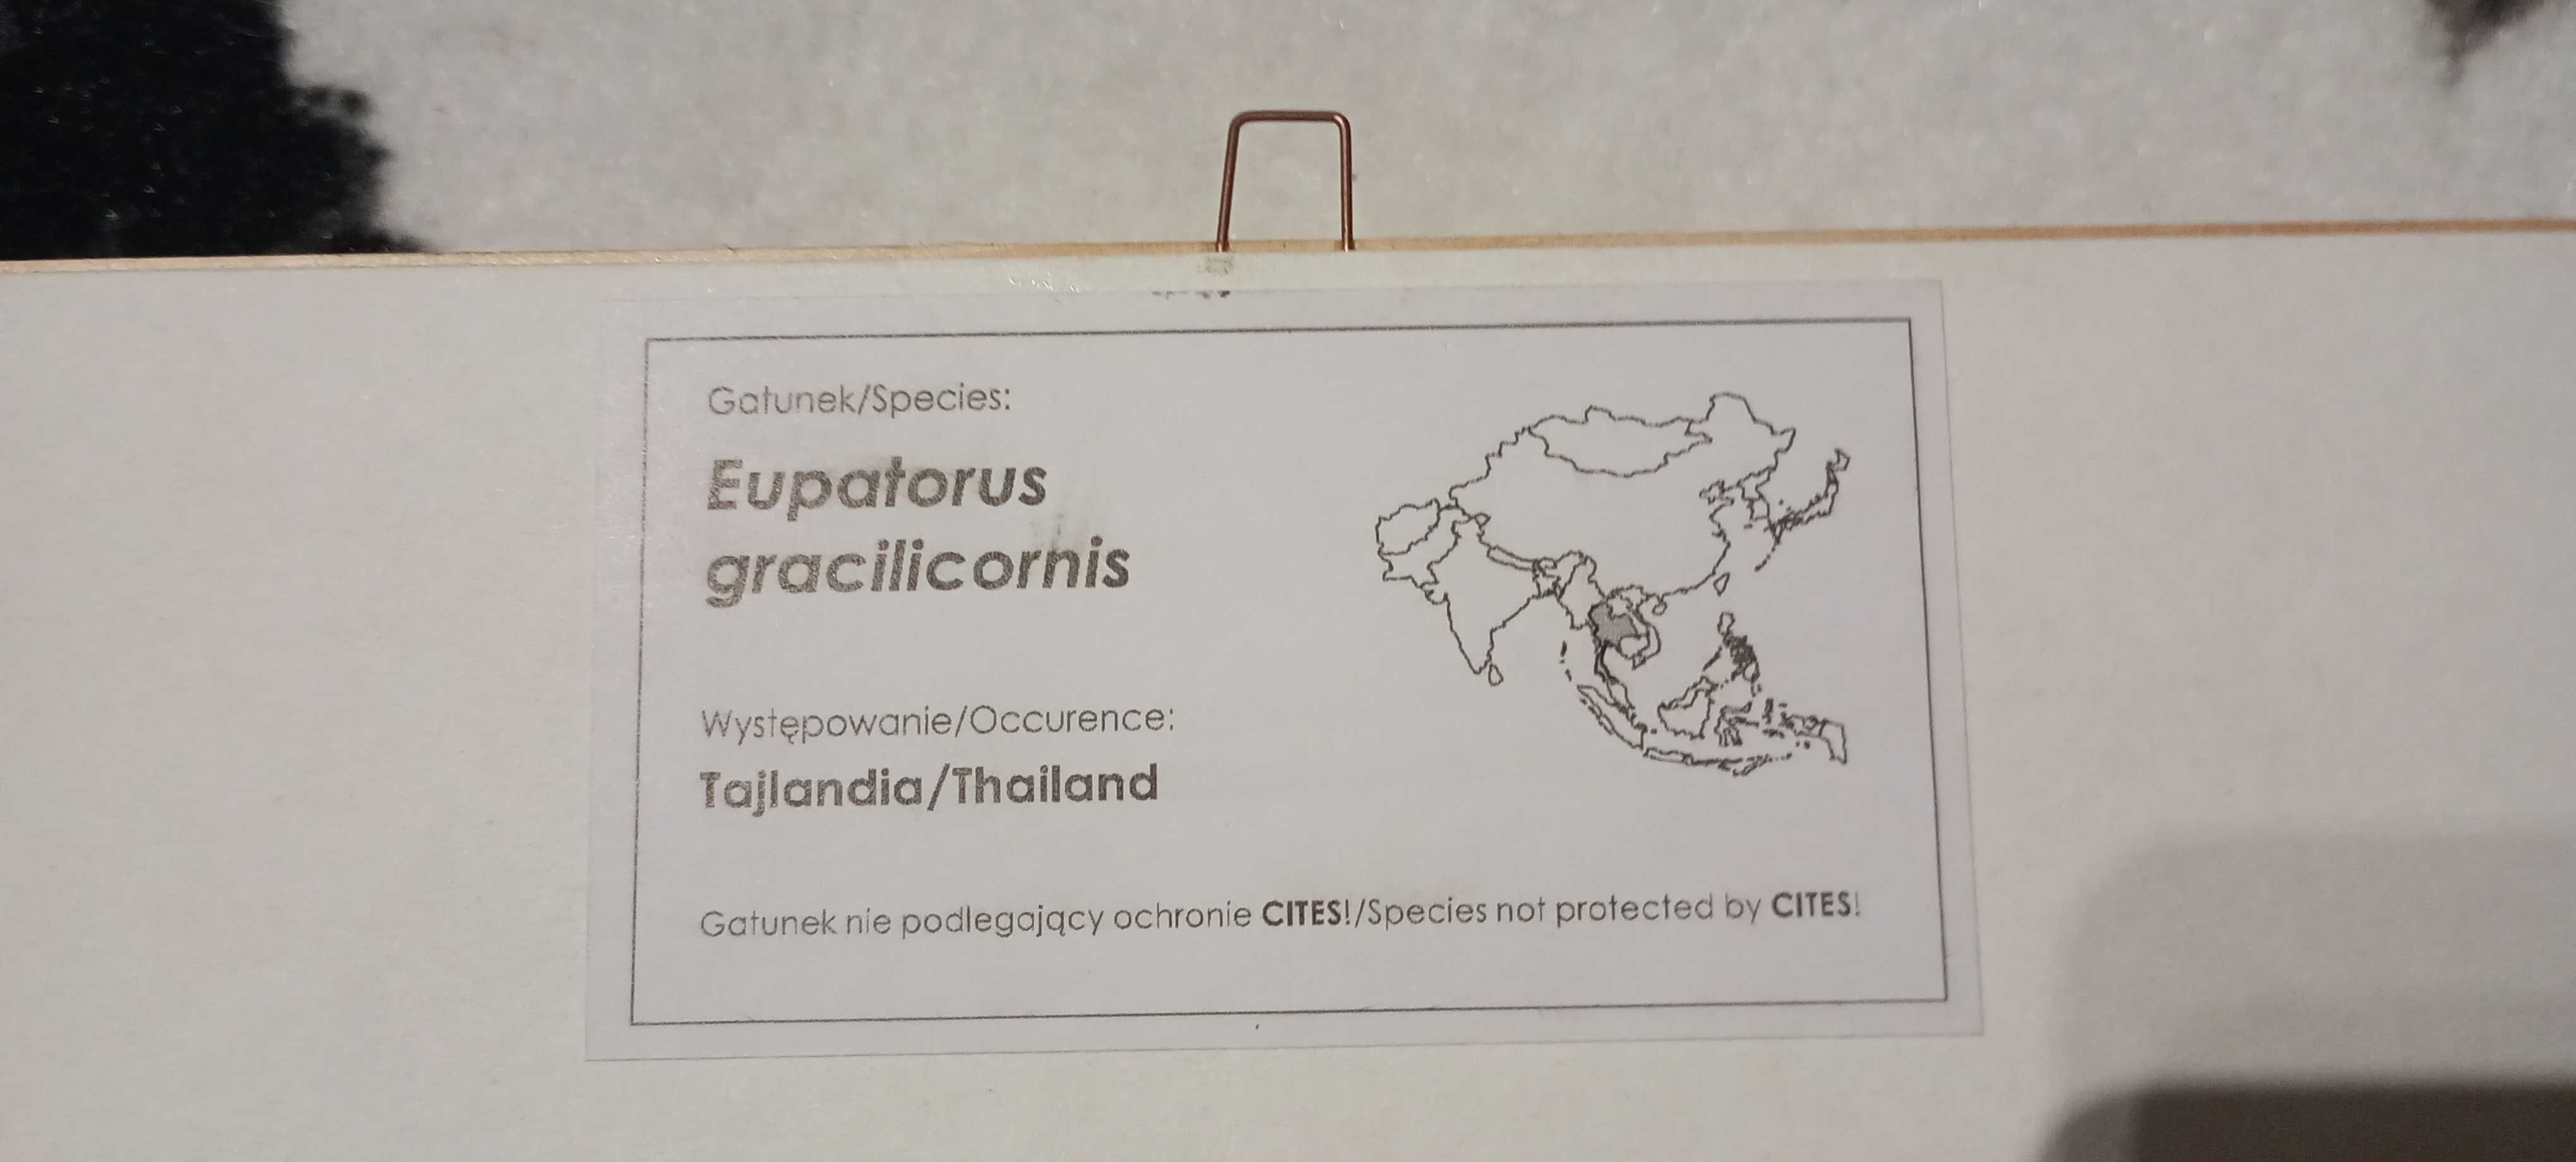 Gatunek/Species:
Eupatorus
gracilicornis
Występowanie/Occurence:
Tajlandia/Thailand
Gatunek nie podlegający ochronie CITES!/Species not protected by CITES!